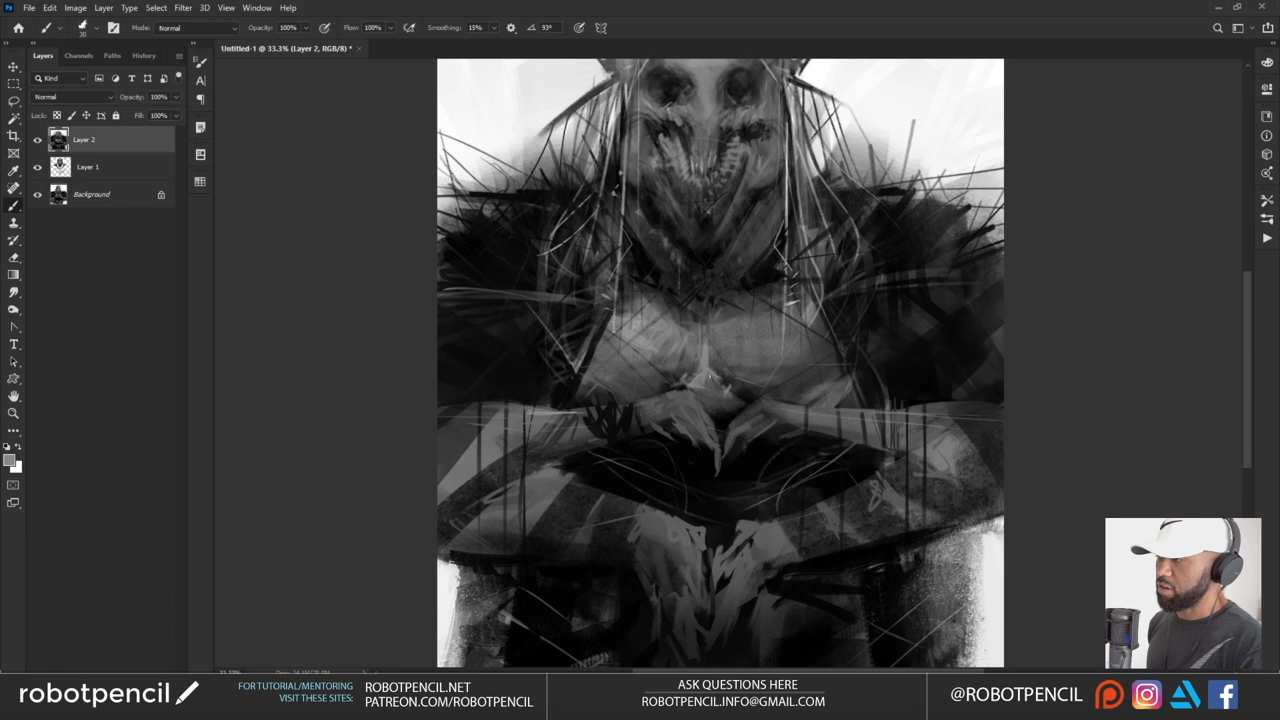 File Edit Image Layer Type Select Filter 3D View Window Help
30 Mode: Normal Opacity: 100% Flow: 100% Smoothing: 15% 93°
Layers Channels Paths History
Untitled-1 @ 33.3% (Layer 2, RGB/8) *
Kind
Normal Opacity: 100%
Lock: Fill: 100%
Layer 2
Layer 1
Background
robotpencil
FOR TUTORIAL/MENTORING
VISIT THESE SITES:
ROBOTPENCIL.NET
PATREON.COM/ROBOTPENCIL
ASK QUESTIONS HERE
ROBOTPENCIL.INFO@GMAIL.COM
@ROBOTPENCIL